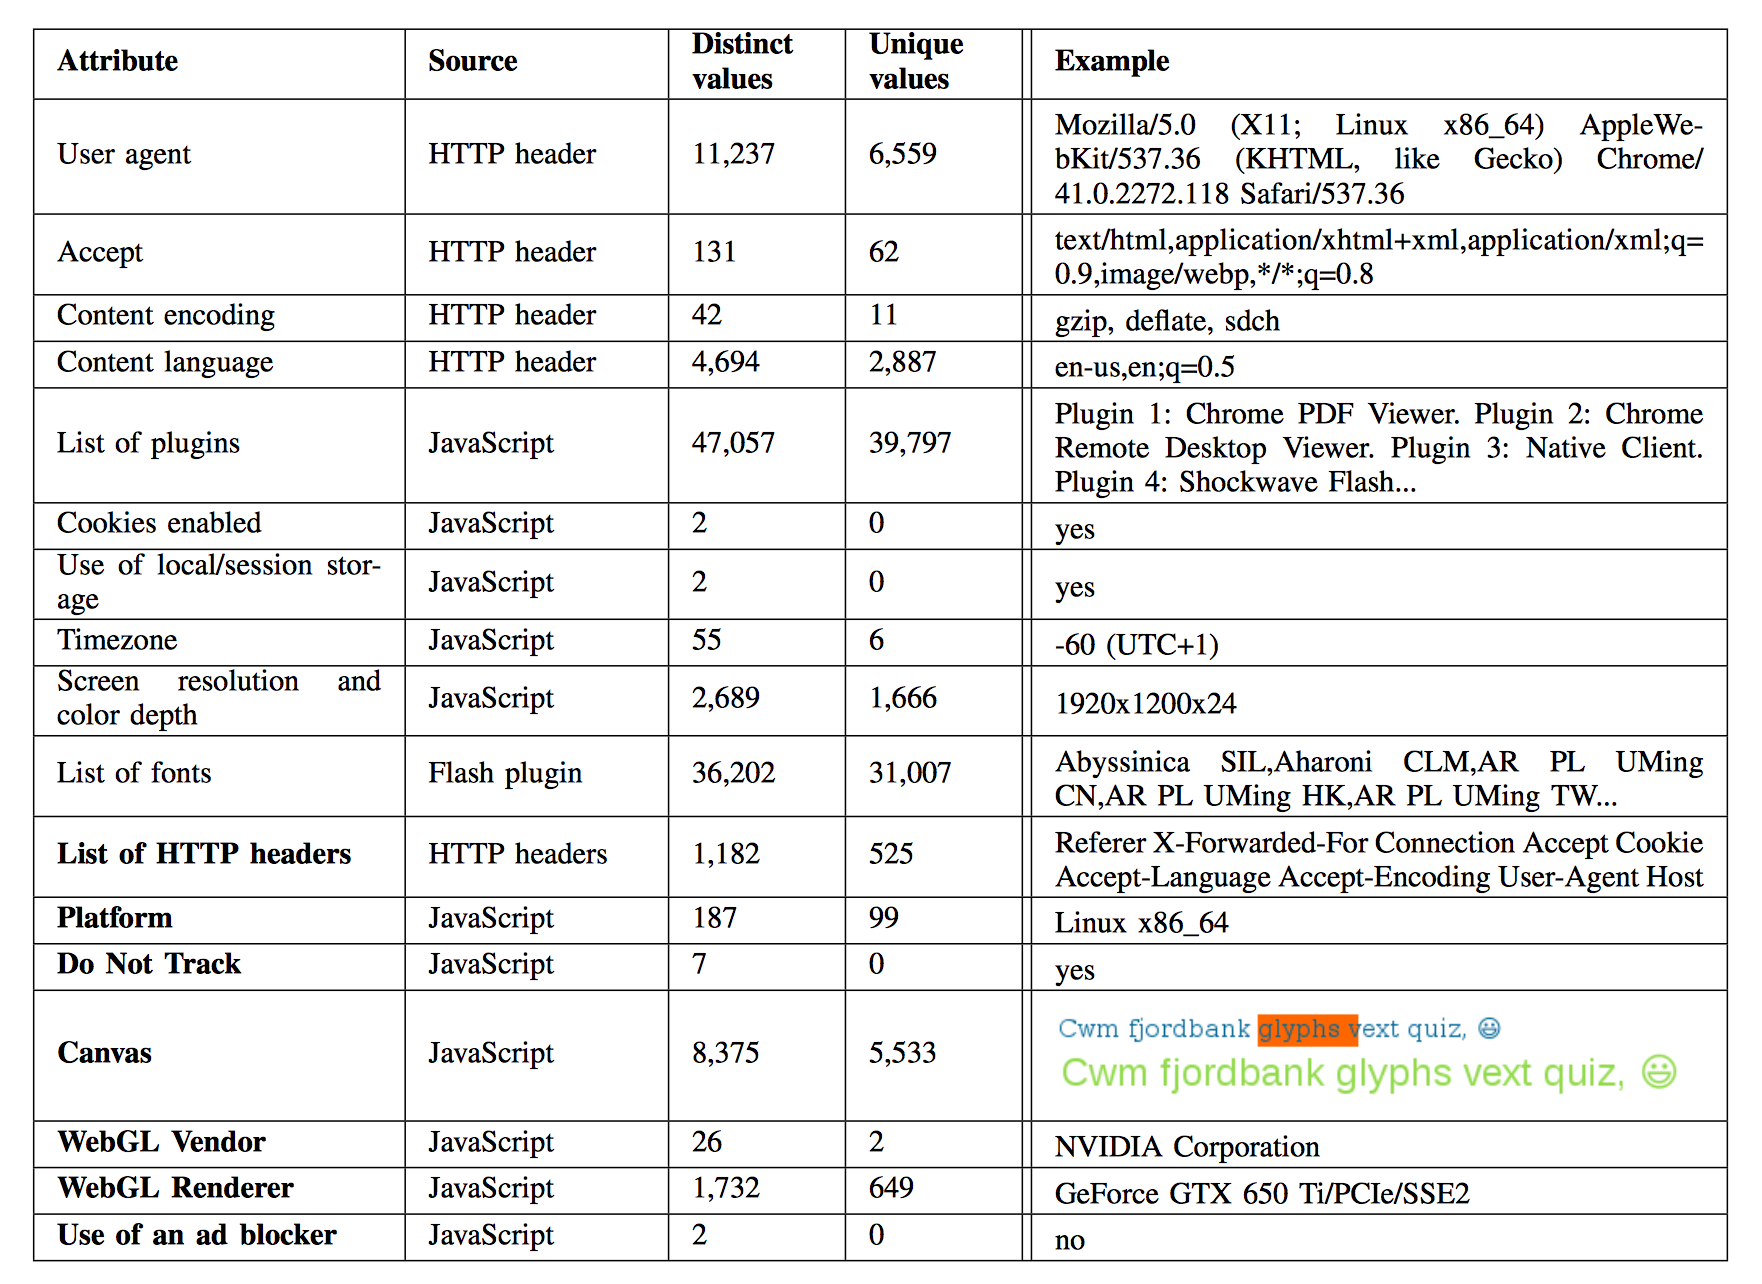 Attribute Source Distinct values Unique values Example
User agent HTTP header 11,237 6,559 Mozilla/5.0 (X11; Linux x86_64) AppleWe-
bKit/537.36 (KHTML, like Gecko) Chrome/
41.0.2272.118 Safari/537.36
Accept HTTP header 131 62 text/html,application/xhtml+xml,application/xml;q=
0.9,image/webp,*/*;q=0.8
Content encoding HTTP header 42 11 gzip, deflate, sdch
Content language HTTP header 4,694 2,887 en-us,en;q=0.5
List of plugins JavaScript 47,057 39,797 Plugin 1: Chrome PDF Viewer. Plugin 2: Chrome
Remote Desktop Viewer. Plugin 3: Native Client.
Plugin 4: Shockwave Flash...
Cookies enabled JavaScript 2 0 yes
Use of local/session stor-
age JavaScript 2 0 yes
Timezone JavaScript 55 6 -60 (UTC+1)
Screen resolution and
color depth JavaScript 2,689 1,666 1920x1200x24
List of fonts Flash plugin 36,202 31,007 Abyssinica SIL,Aharoni CLM,AR PL UMing
CN,AR PL UMing HK,AR PL UMing TW...
List of HTTP headers HTTP headers 1,182 525 Referer X-Forwarded-For Connection Accept Cookie
Accept-Language Accept-Encoding User-Agent Host
Platform JavaScript 187 99 Linux x86_64
Do Not Track JavaScript 7 0 yes
Canvas JavaScript 8,375 5,533 Cwm fjordbank glyphs vext quiz, 😃
Cwm fjordbank glyphs vext quiz, 😃
WebGL Vendor JavaScript 26 2 NVIDIA Corporation
WebGL Renderer JavaScript 1,732 649 GeForce GTX 650 Ti/PCIe/SSE2
Use of an ad blocker JavaScript 2 0 no